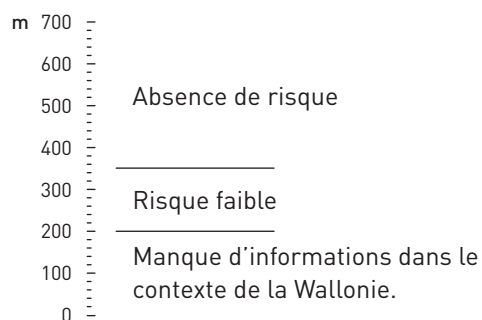 m 700
600
500
Absence de risque
400
300
Risque faible
200
Manque d'informations dans le
100
contexte de la Wallonie.
0